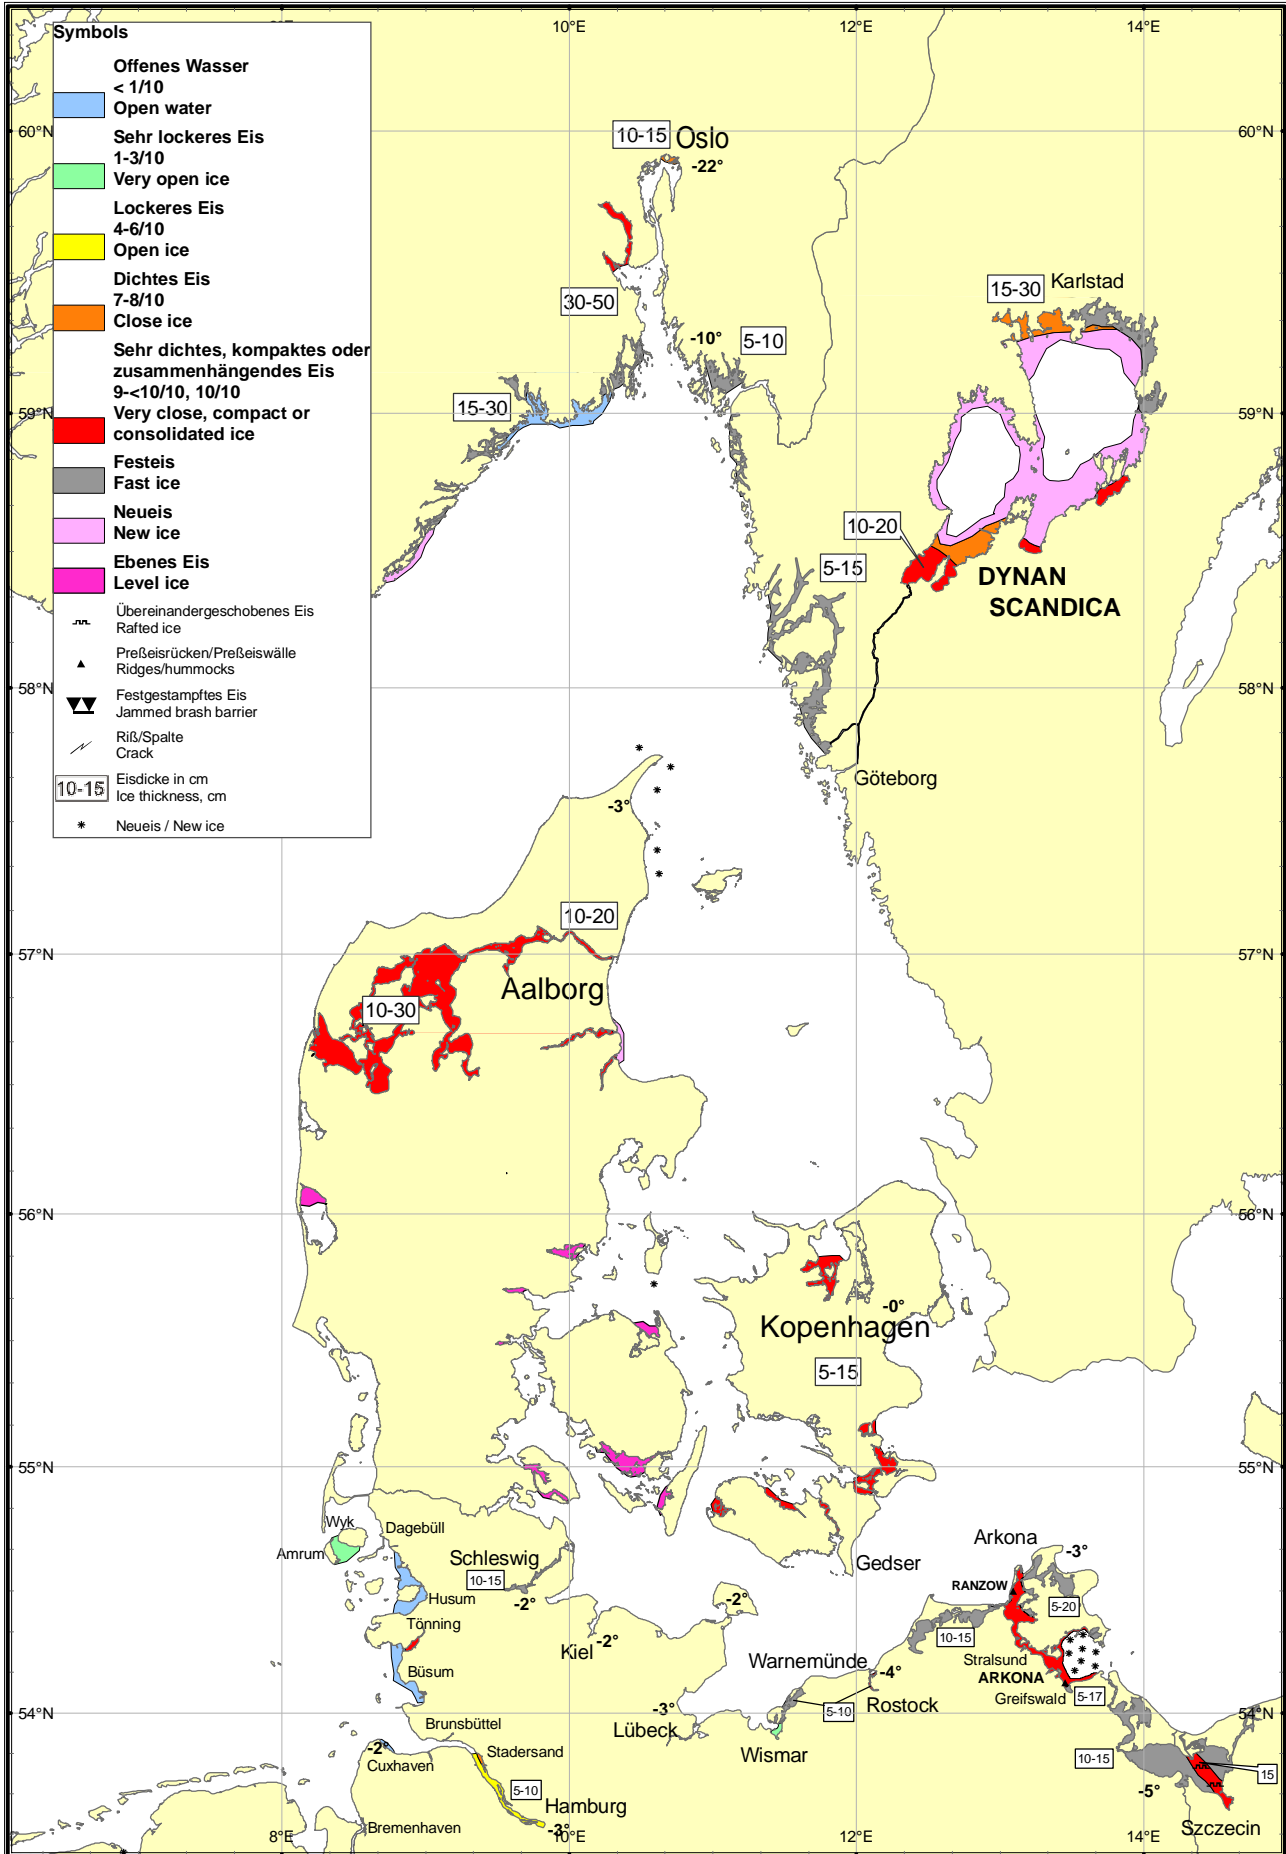 8°E
10°E
12°E
14°E
Symbols
Offenes Wasser
< 1/10
Open water
Sehr lockeres Eis
1-3/10
Very open ice
Lockeres Eis
4-6/10
Open ice
Dichtes Eis
7-8/10
Close ice
Sehr dichtes, kompaktes oder
zusammenhängendes Eis
9-<10/10, 10/10
Very close, compact or
consolidated ice
Festeis
Fast ice
Neueis
New ice
Ebenes Eis
Level ice
Übereinandergeschobenes Eis
Rafted ice
Preßeisrücken/Preßeiswälle
Ridges/hummocks
Festgestampftes Eis
Jammed brash barrier
Riß/Spalte
Crack
10-15
Eisdicke in cm
Ice thickness, cm
Neueis / New ice
60°N
10-15
Oslo
60°N
-22°
15-30
Karlstad
30-50
-10°
5-10
59°N
15-30
59°N
10-20
5-15
DYNAN
SCANDICA
58°N
58°N
Göteborg
-3°
10-20
57°N
57°N
Aalborg
10-30
56°N
56°N
-0°
Kopenhagen
5-15
55°N
55°N
Wyk
Dagebüll
Amrum
Schleswig
10-15
-2°
Husum
Tönning
Kiel
-2°
-2°
Gedser
Arkona
-3°
RANZOW
5-20
10-15
Stralsund
ARKONA
Greifswald
5-17
Büsum
Warnemünde
-4°
Rostock
5-10
54°N
54°N
-3°
Lübeck
Wismar
Brunsbüttel
-2°
Cuxhaven
Stadersand
5-10
Hamburg
-3°
Bremenhaven
10-15
-5°
15
Szczecin
8°E
10°E
12°E
14°E